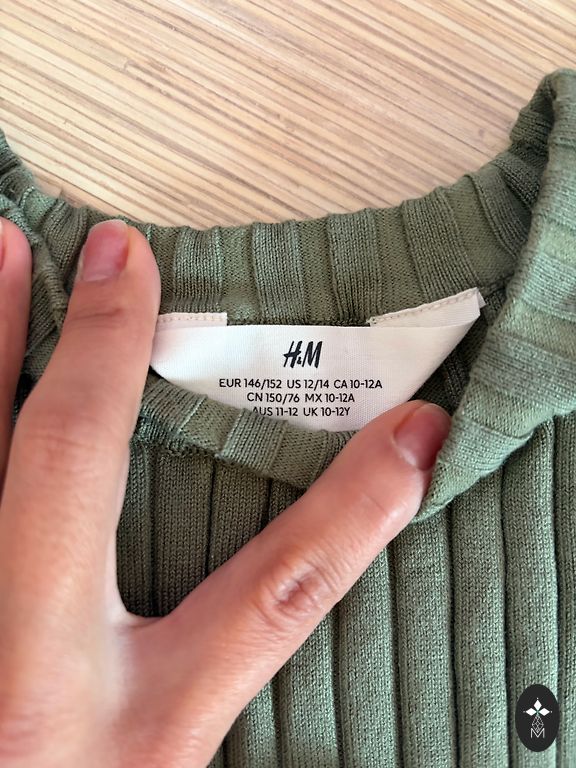 H&M
EUR 146/152 US 12/14 CA 10-12A
CN 150/76 MX 10-12A
AUS 11-12 UK 10-12Y
M